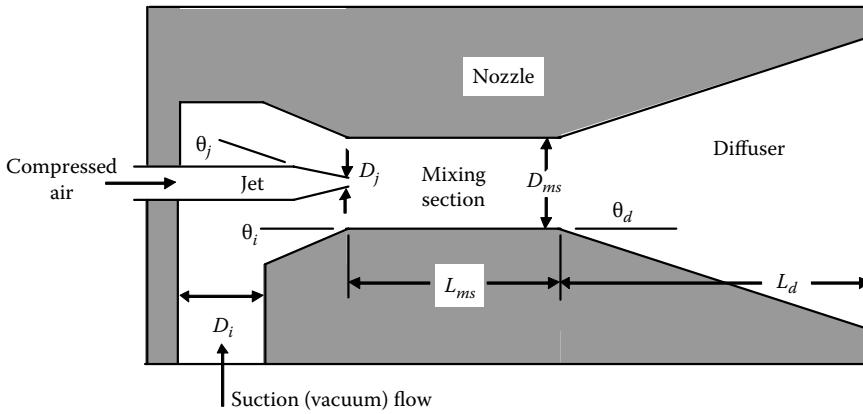 Nozzle
θj
Compressed
air
Jet
Dj
Mixing
section
Dms
Diffuser
θi
θd
Lms
Ld
Di
Suction (vacuum) flow